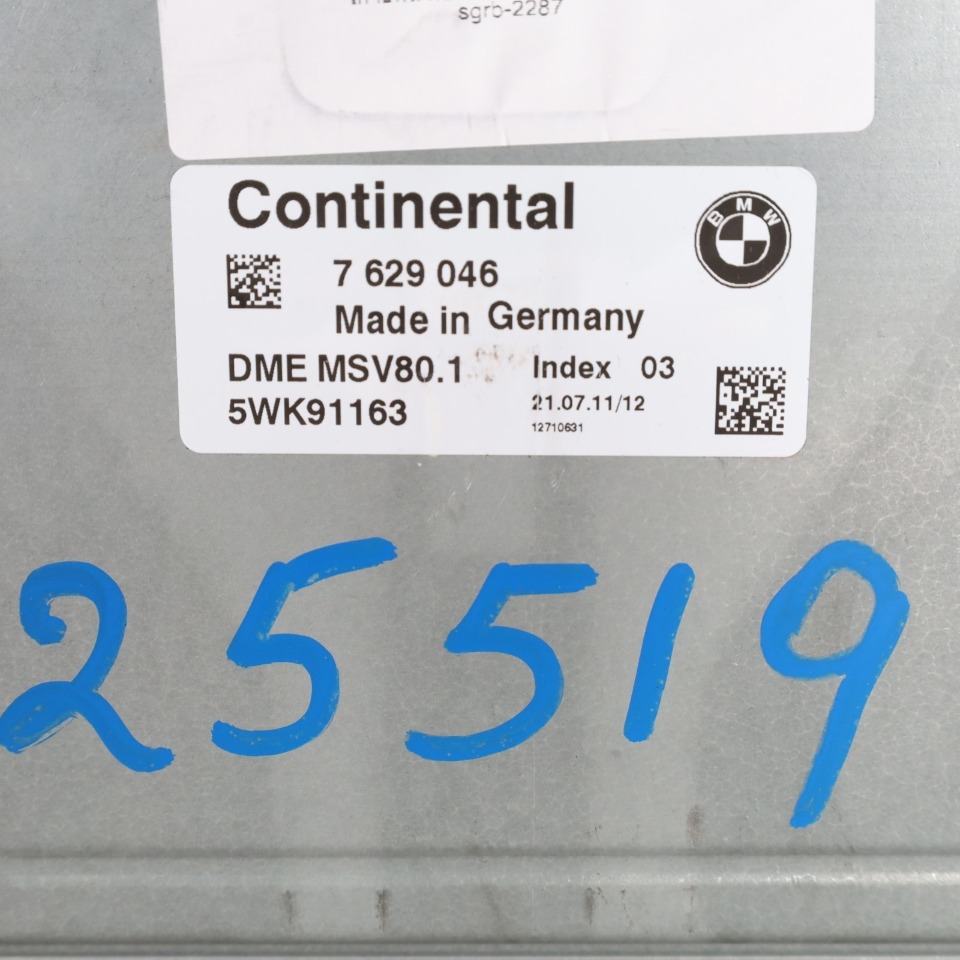 sgrb-2287
Continental
BMW
7 629 046
Made in Germany
DME MSV80.1 Index 03
5WK91163 21.07.11/12
12710631
25519